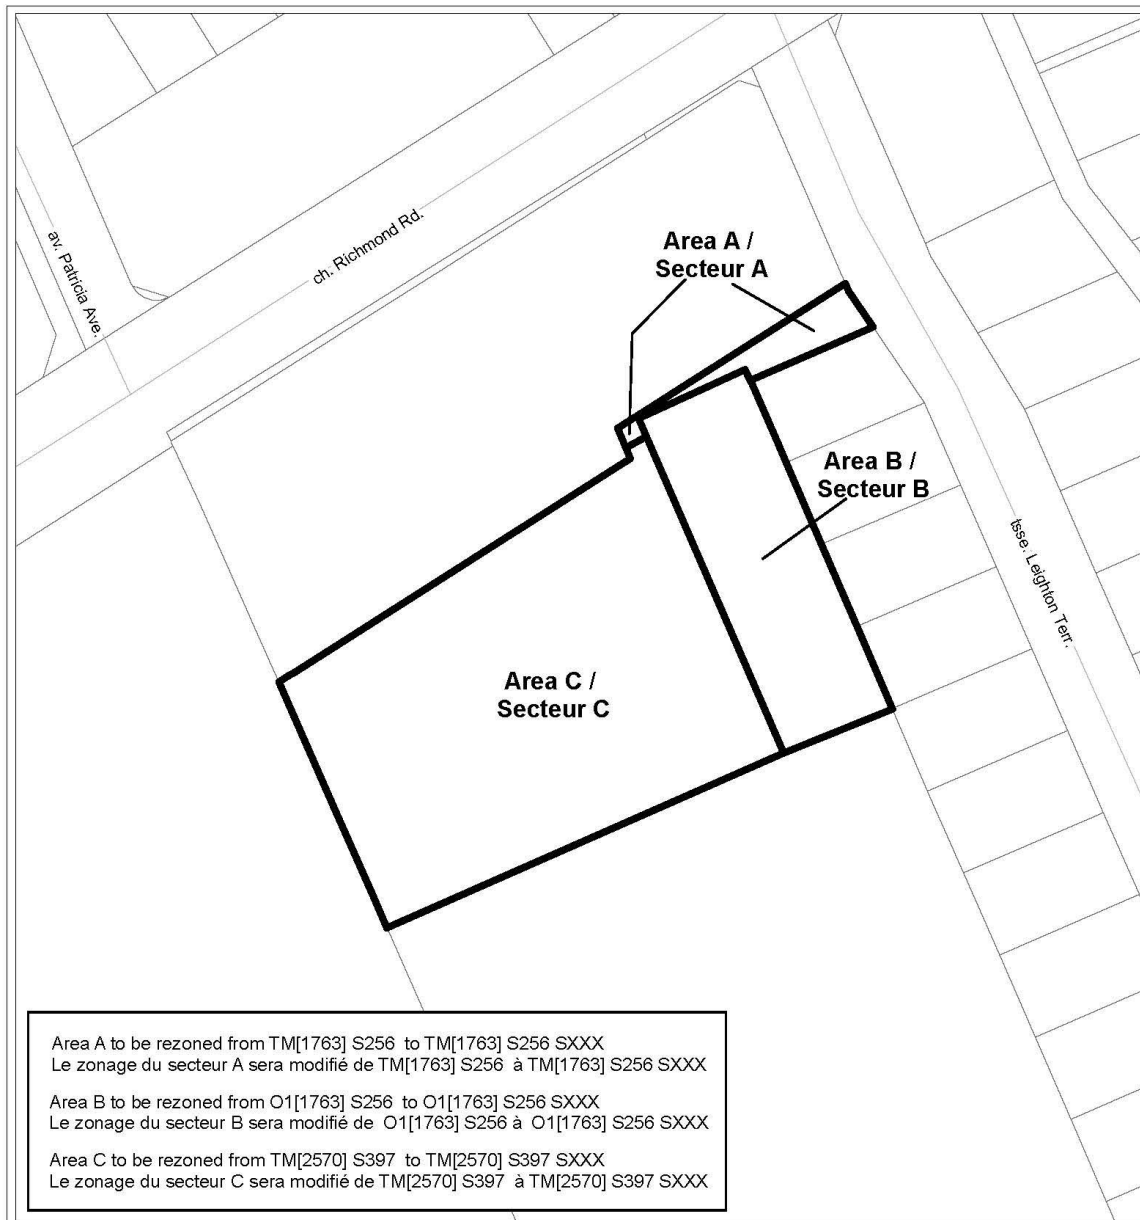 ch. Richmond Rd.
av. Patricia Ave.
Area A /
Secteur A
Area B /
Secteur B
tsse. Leighton Terr.
Area C /
Secteur C
Area A to be rezoned from TM[1763] S256 to TM[1763] S256 SXXX
Le zonage du secteur A sera modifié de TM[1763] S256 à TM[1763] S256 SXXX
Area B to be rezoned from O1[1763] S256 to O1[1763] S256 SXXX
Le zonage du secteur B sera modifié de O1[1763] S256 à O1[1763] S256 SXXX
Area C to be rezoned from TM[2570] S397 to TM[2570] S397 SXXX
Le zonage du secteur C sera modifié de TM[2570] S397 à TM[2570] S397 SXXX